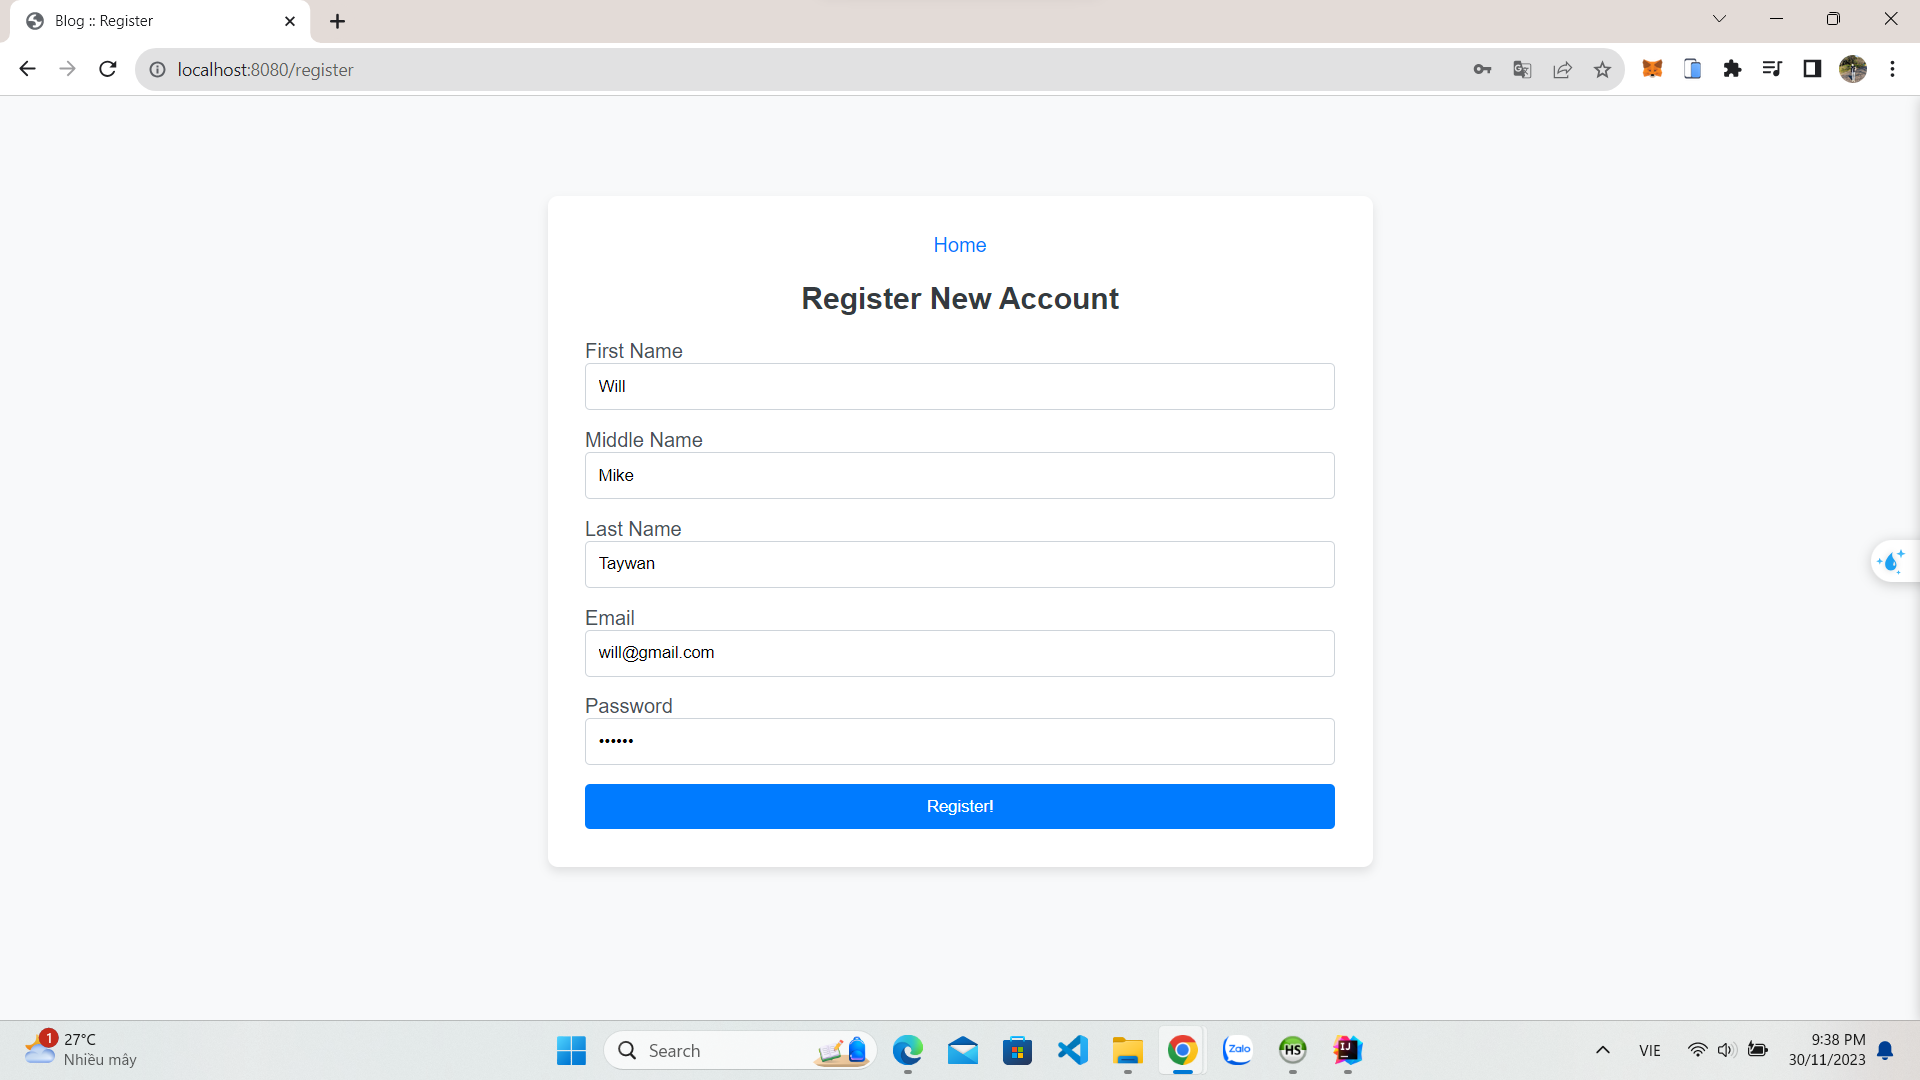 Blog :: Register
localhost:8080/register
Home
Register New Account
First Name
Will
Middle Name
Mike
Last Name
Taywan
Email
will@gmail.com
Password
••••••
Register!
1
27°C
Nhiều mây
Search
Zalo
HS
IJ
VIE
9:38 PM
30/11/2023